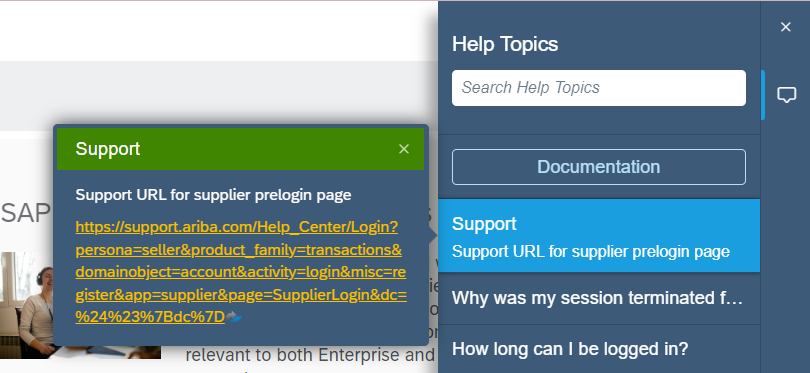 Help Topics
Search Help Topics
Documentation
Support
Support URL for supplier prelogin page
Why was my session terminated f...
How long can I be logged in?
Support
Support URL for supplier prelogin page
https://support.ariba.com/Help_Center/Login?
persona=seller&product_family=transactions&
domainobject=account&activity=login&misc=re
gister&app=supplier&page=SupplierLogin&dc=
%24%23%7Bdc%7D
SAP
relevant to both Enterprise and